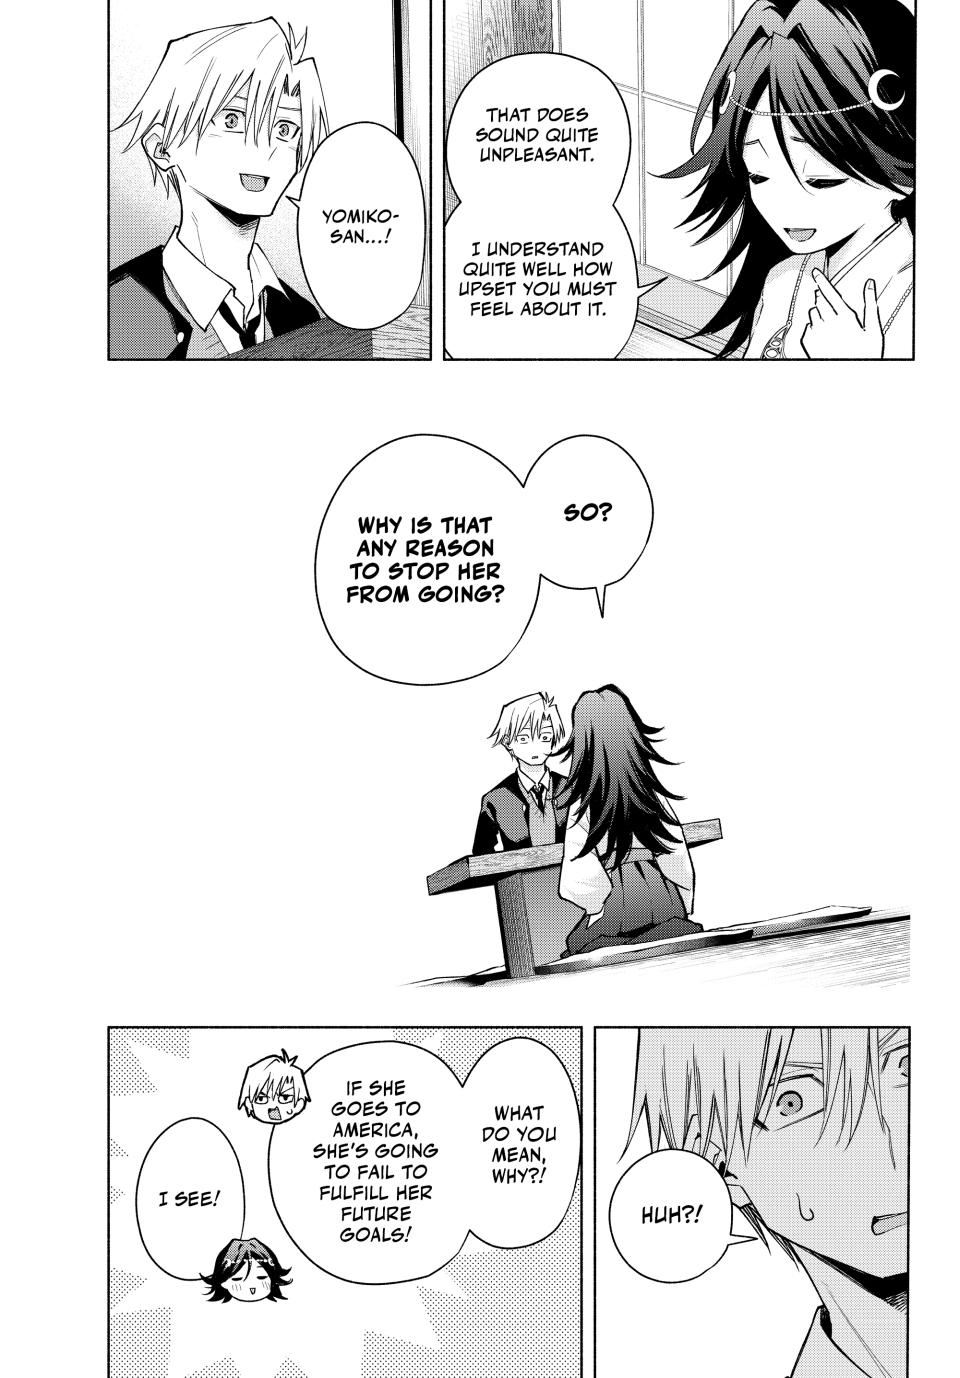 THAT DOES
SOUND QUITE
UNPLEASANT.
I UNDERSTAND
QUITE WELL HOW
UPSET YOU MUST
FEEL ABOUT IT.
YOMIKO-
SAN...!
SO?
WHY IS THAT
ANY REASON
TO STOP HER
FROM GOING?
HUH?!
WHAT
DO YOU
MEAN,
WHY?!
IF SHE
GOES TO
AMERICA,
SHE'S GOING
TO FAIL TO
FULFILL HER
FUTURE
GOALS!
I SEE!